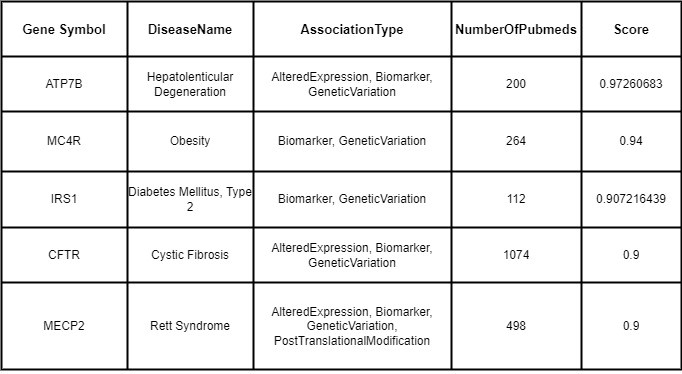 Gene Symbol DiseaseName AssociationType NumberOfPubmeds Score
ATP7B Hepatolenticular Degeneration AlteredExpression, Biomarker, GeneticVariation 200 0.97260683
MC4R Obesity Biomarker, GeneticVariation 264 0.94
IRS1 Diabetes Mellitus, Type 2 Biomarker, GeneticVariation 112 0.907216439
CFTR Cystic Fibrosis AlteredExpression, Biomarker, GeneticVariation 1074 0.9
MECP2 Rett Syndrome AlteredExpression, Biomarker, GeneticVariation, PostTranslationalModification 498 0.9